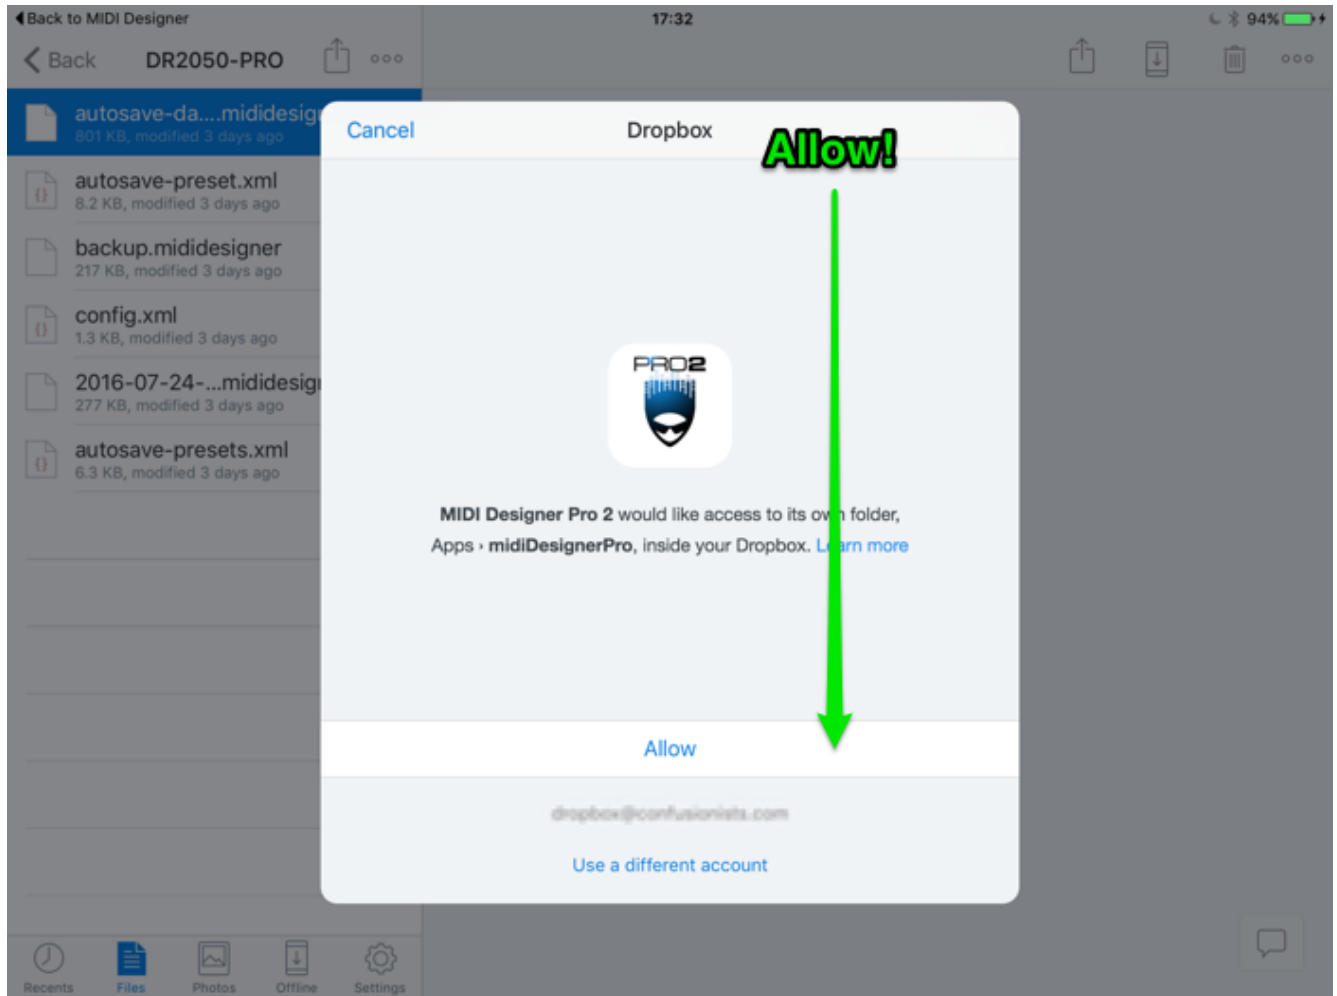 Back to MIDI Designer
17:32
94%
Back
DR2050-PRO
autosave-da....mididesign
801 KB, modified 3 days ago
autosave-preset.xml
8.2 KB, modified 3 days ago
backup.mididesigner
217 KB, modified 3 days ago
config.xml
1.3 KB, modified 3 days ago
2016-07-24-...mididesign
277 KB, modified 3 days ago
autosave-presets.xml
6.3 KB, modified 3 days ago
Cancel
Dropbox
Allow!
PRO2
MIDI Designer Pro 2 would like access to its own folder,
Apps › midiDesignerPro, inside your Dropbox. Learn more
Allow
Use a different account
Recents
Files
Photos
Offline
Settings